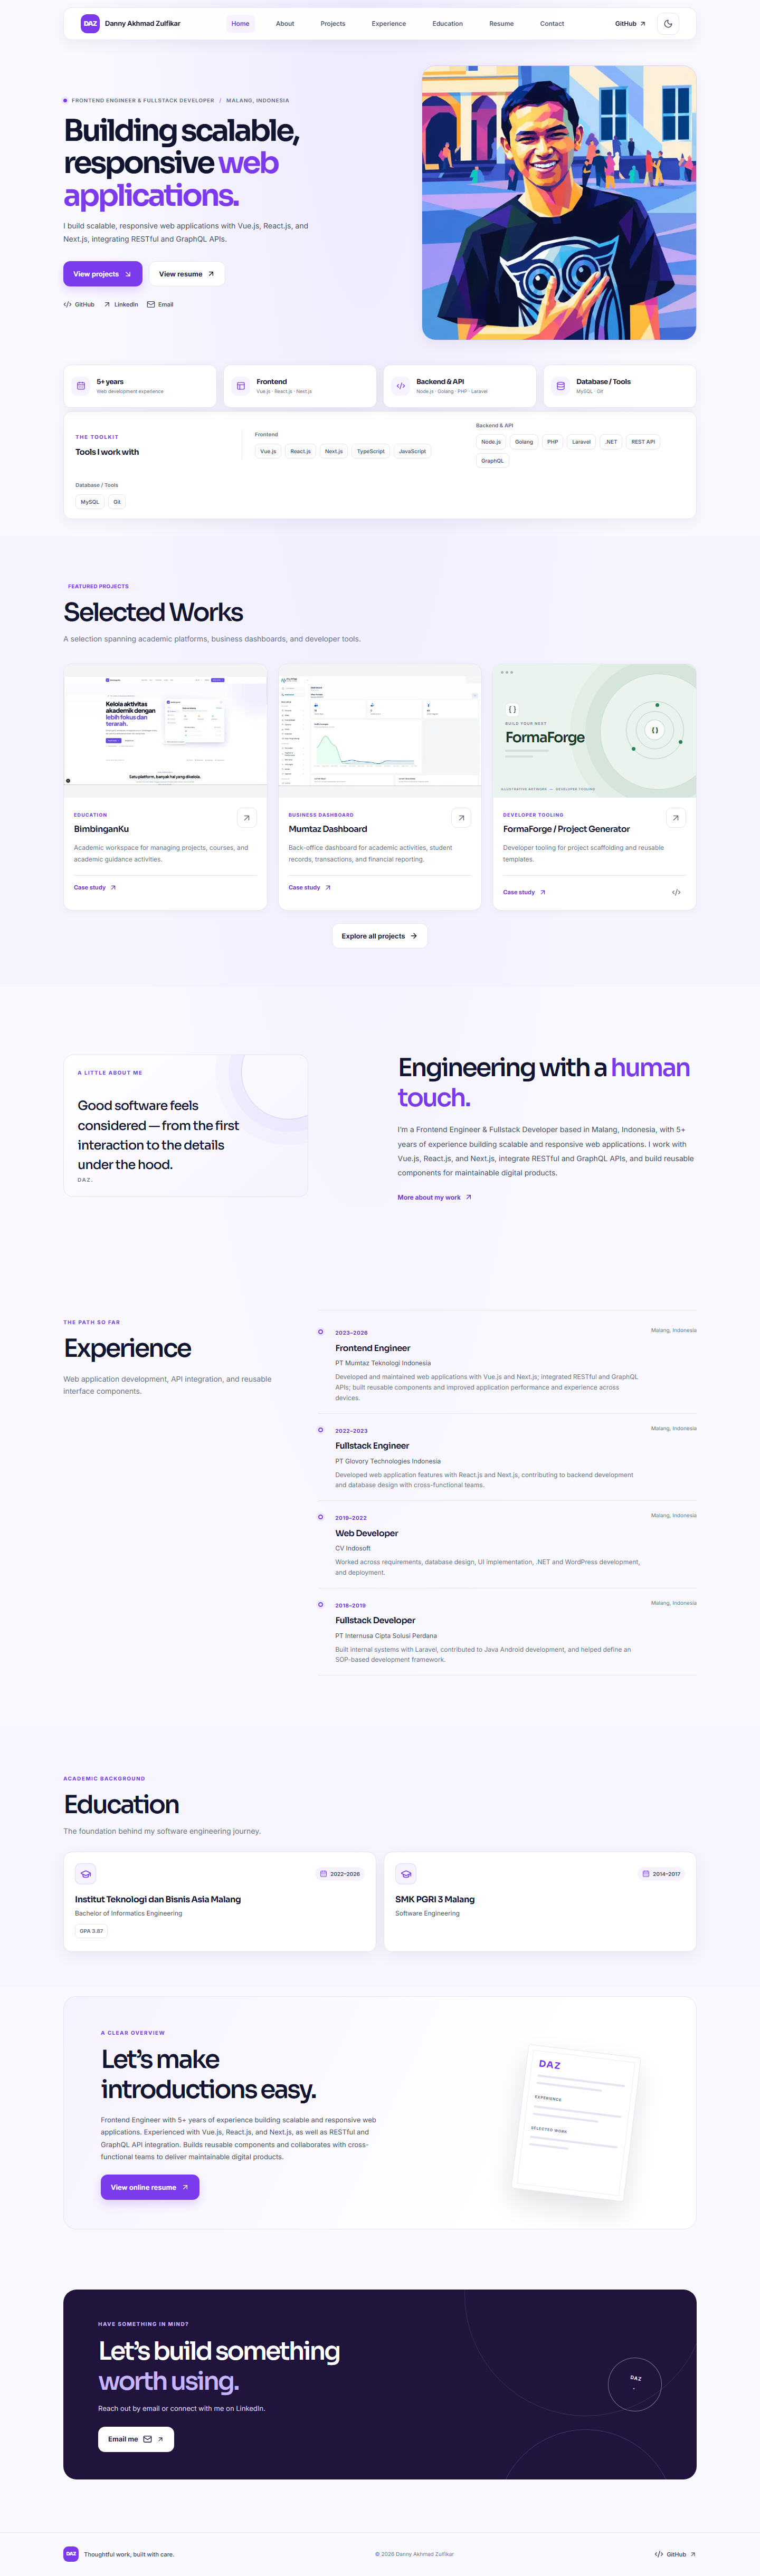 DAZ Danny Akhmad Zulfikar Home About Projects Experience Education Resume Contact GitHub
FRONTEND ENGINEER & FULLSTACK DEVELOPER / MALANG, INDONESIA
Building scalable,
responsive web
applications.
I build scalable, responsive web applications with Vue.js, React.js, and
Next.js, integrating RESTful and GraphQL APIs.
View projects View resume
GitHub LinkedIn Email
5+ years
Web development experience
Frontend
Vue.js · React.js · Next.js
Backend & API
Node.js · Golang · PHP · Laravel
Database / Tools
MySQL · Git
THE TOOLKIT
Tools I work with
Frontend
Vue.js React.js Next.js TypeScript JavaScript
Backend & API
Node.js Golang PHP Laravel .NET REST API
GraphQL
Database / Tools
MySQL Git
FEATURED PROJECTS
Selected Works
A selection spanning academic platforms, business dashboards, and developer tools.
Kelola aktivitas
akademik dengan
lebih fokus dan
terarah.
Satu platform, banyak hal yang dikelola.
EDUCATION
BimbinganKu
Academic workspace for managing projects, courses, and
academic guidance activities.
Case study
BUSINESS DASHBOARD
Mumtaz Dashboard
Back-office dashboard for academic activities, student
records, transactions, and financial reporting.
Case study
{ }
BUILD YOUR NEXT
FormaForge
{ }
ILLUSTRATIVE ARTWORK — DEVELOPER TOOLING
DEVELOPER TOOLING
FormaForge / Project Generator
Developer tooling for project scaffolding and reusable
templates.
Case study
Explore all projects
A LITTLE ABOUT ME
Good software feels
considered — from the first
interaction to the details
under the hood.
DAZ.
Engineering with a human
touch.
I'm a Frontend Engineer & Fullstack Developer based in Malang, Indonesia, with 5+
years of experience building scalable and responsive web applications. I work with
Vue.js, React.js, and Next.js, integrate RESTful and GraphQL APIs, and build reusable
components for maintainable digital products.
More about my work
THE PATH SO FAR
Experience
Web application development, API integration, and reusable
interface components.
2023–2026
Malang, Indonesia
Frontend Engineer
PT Mumtaz Teknologi Indonesia
Developed and maintained web applications with Vue.js and Next.js; integrated RESTful and GraphQL
APIs; built reusable components and improved application performance and experience across
devices.
2022–2023
Malang, Indonesia
Fullstack Engineer
PT Glovory Technologies Indonesia
Developed web application features with React.js and Next.js, contributing to backend development
and database design with cross-functional teams.
2019–2022
Malang, Indonesia
Web Developer
CV Indosoft
Worked across requirements, database design, UI implementation, .NET and WordPress development,
and deployment.
2018–2019
Malang, Indonesia
Fullstack Developer
PT Internusa Cipta Solusi Perdana
Built internal systems with Laravel, contributed to Java Android development, and helped define an
SOP-based development framework.
ACADEMIC BACKGROUND
Education
The foundation behind my software engineering journey.
2022–2026
Institut Teknologi dan Bisnis Asia Malang
Bachelor of Informatics Engineering
GPA 3.87
2014–2017
SMK PGRI 3 Malang
Software Engineering
A CLEAR OVERVIEW
Let's make
introductions easy.
Frontend Engineer with 5+ years of experience building scalable and responsive web
applications. Experienced with Vue.js, React.js, and Next.js, as well as RESTful and
GraphQL API integration. Builds reusable components and collaborates with cross-
functional teams to deliver maintainable digital products.
View online resume
DAZ
EXPERIENCE
SELECTED WORK
HAVE SOMETHING IN MIND?
Let's build something
worth using.
Reach out by email or connect with me on LinkedIn.
Email me
DAZ
DAZ Thoughtful work, built with care.
© 2026 Danny Akhmad Zulfikar
GitHub